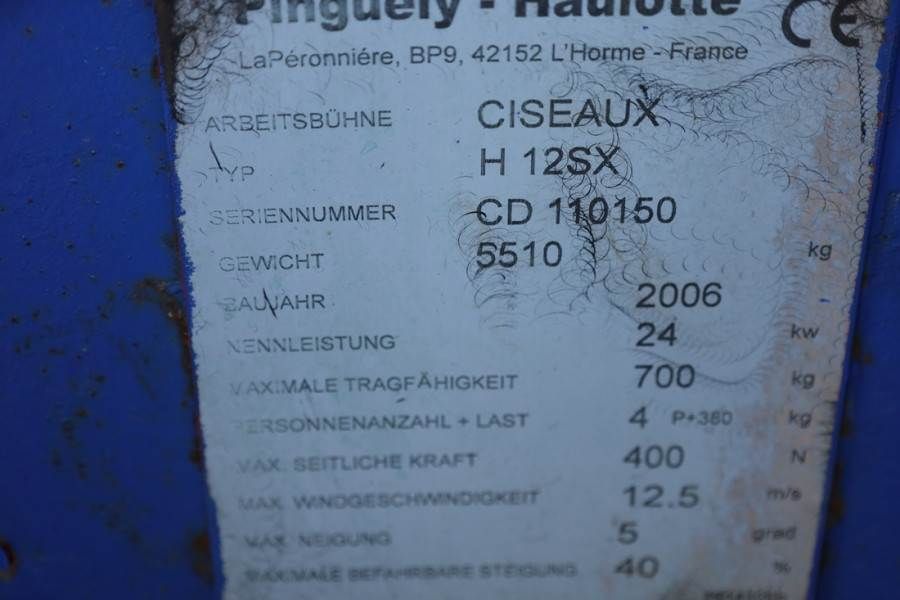 Pinguely - Haulotte CE
LaPéronniére, BP9, 42152 L'Horme - France
ARBEITSBÜHNE CISEAUX
TYP H 12SX
SERIENNUMMER CD 110150
GEWICHT 5510 kg
BAUJAHR 2006
NENNLEISTUNG 24 kw
MAXIMALE TRAGFÄHIGKEIT 700 kg
PERSONNENANZAHL + LAST 4 P+380 kg
MAX. SEITLICHE KRAFT 400 N
MAX. WINDGESCHWINDIGKEIT 12.5 m/s
MAX. NEIGUNG 5 grad
MAXIMALE BEFAHRBARE STEIGUNG 40 %